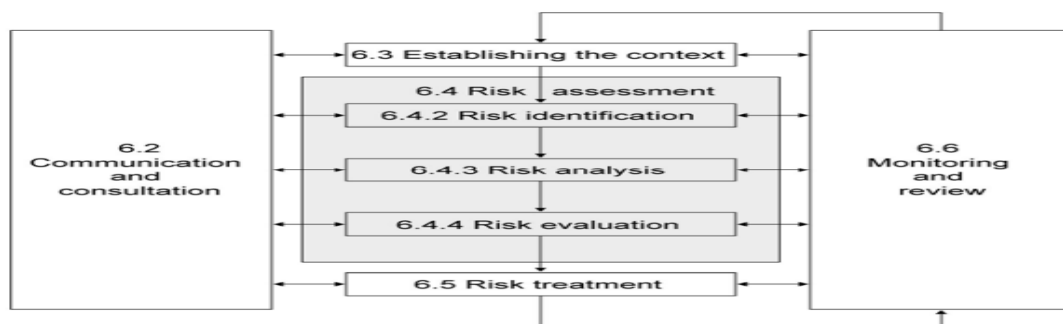 6.3 Establishing the context
6.4 Risk assessment
6.4.2 Risk identification
6.2
Communication
and
consultation
6.4.3 Risk analysis
6.6
Monitoring
and
review
6.4.4 Risk evaluation
6.5 Risk treatment